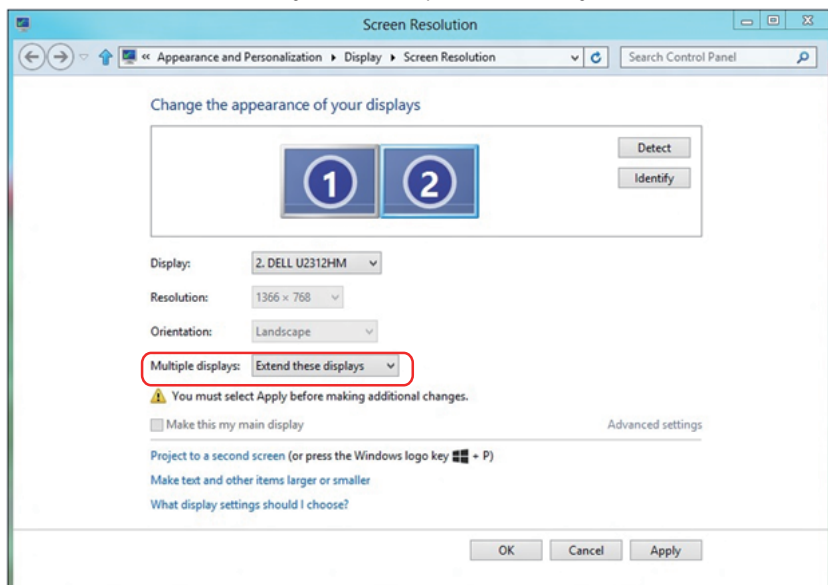 Screen Resolution
« Appearance and Personalization Display Screen Resolution Search Control Panel
Change the appearance of your displays
1 2
Detect
Identify
Display: 2. DELL U2312HM
Resolution: 1366 × 768
Orientation: Landscape
Multiple displays: Extend these displays
You must select Apply before making additional changes.
Make this my main display Advanced settings
Project to a second screen (or press the Windows logo key + P)
Make text and other items larger or smaller
What display settings should I choose?
OK Cancel Apply